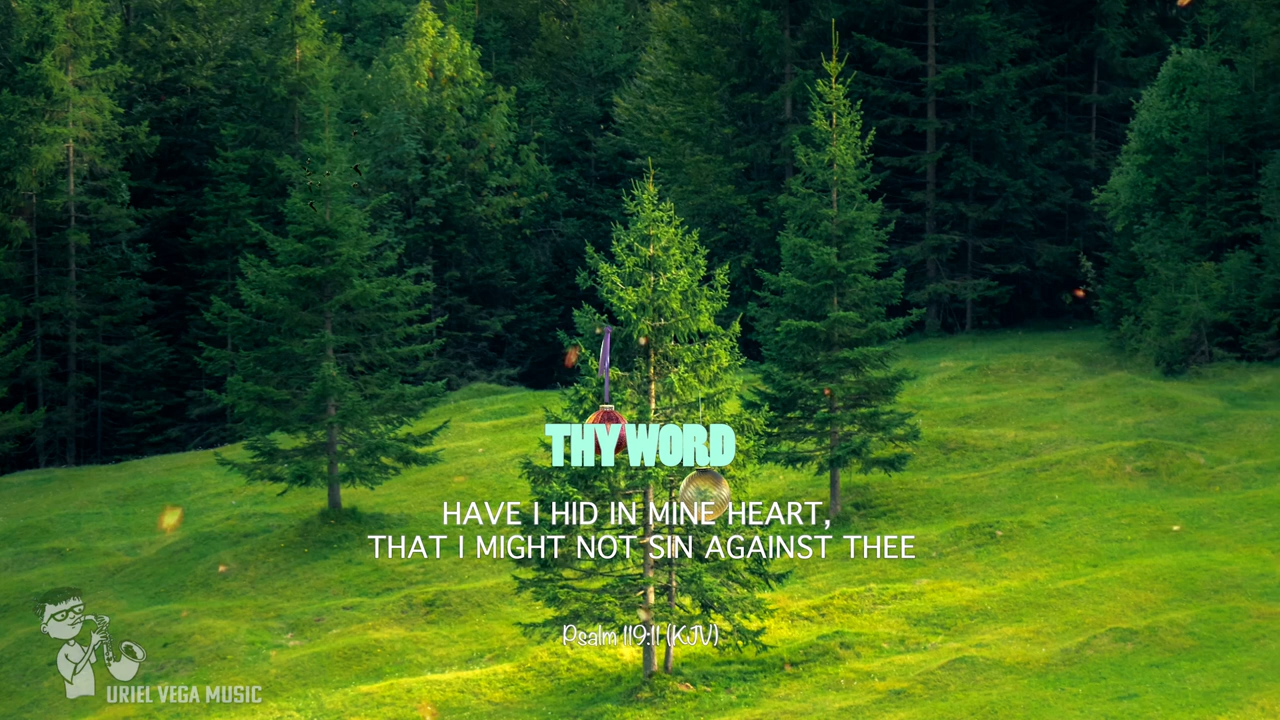 THY WORD
HAVE I HID IN MINE HEART,
THAT I MIGHT NOT SIN AGAINST THEE
Psalm 119:11 (KJV)
URIEL VEGA MUSIC